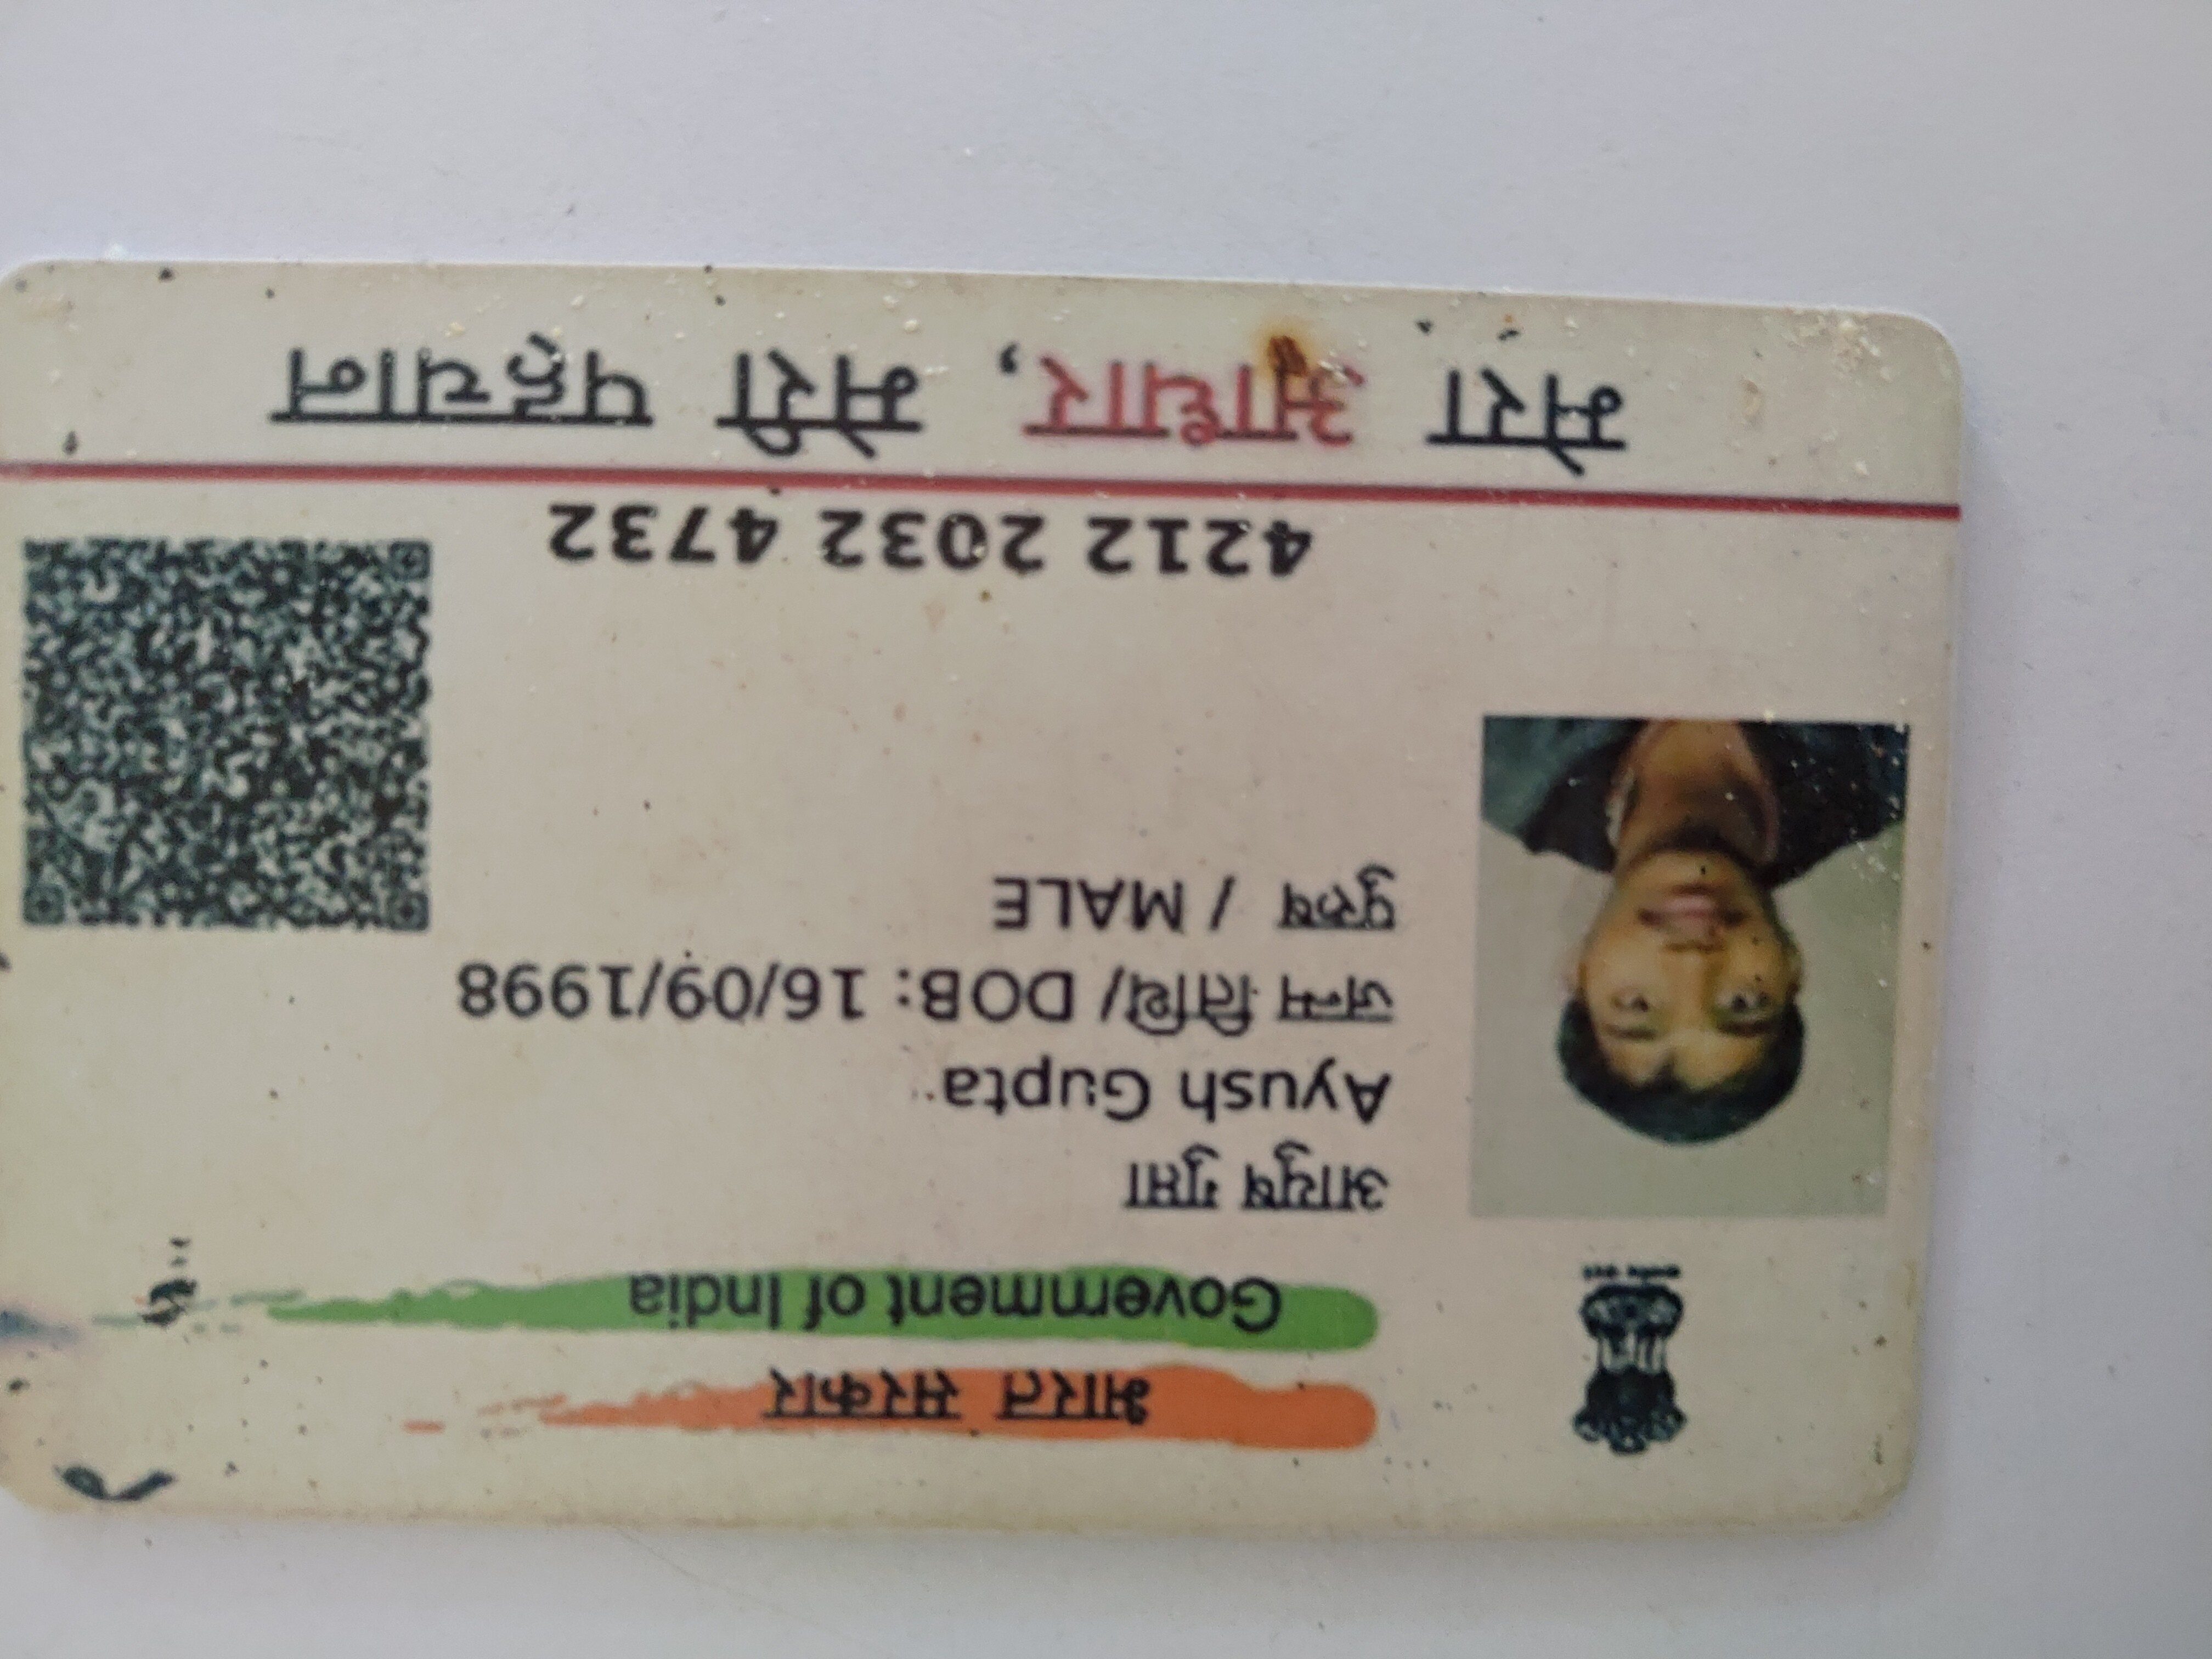 भारत सरकार
Government of India
आयुष गुप्ता
Ayush Gupta
जन्म तिथि/ DOB: 16/09/1998
पुरुष / MALE
4212 2032 4732
मेरा आधार, मेरी पहचान